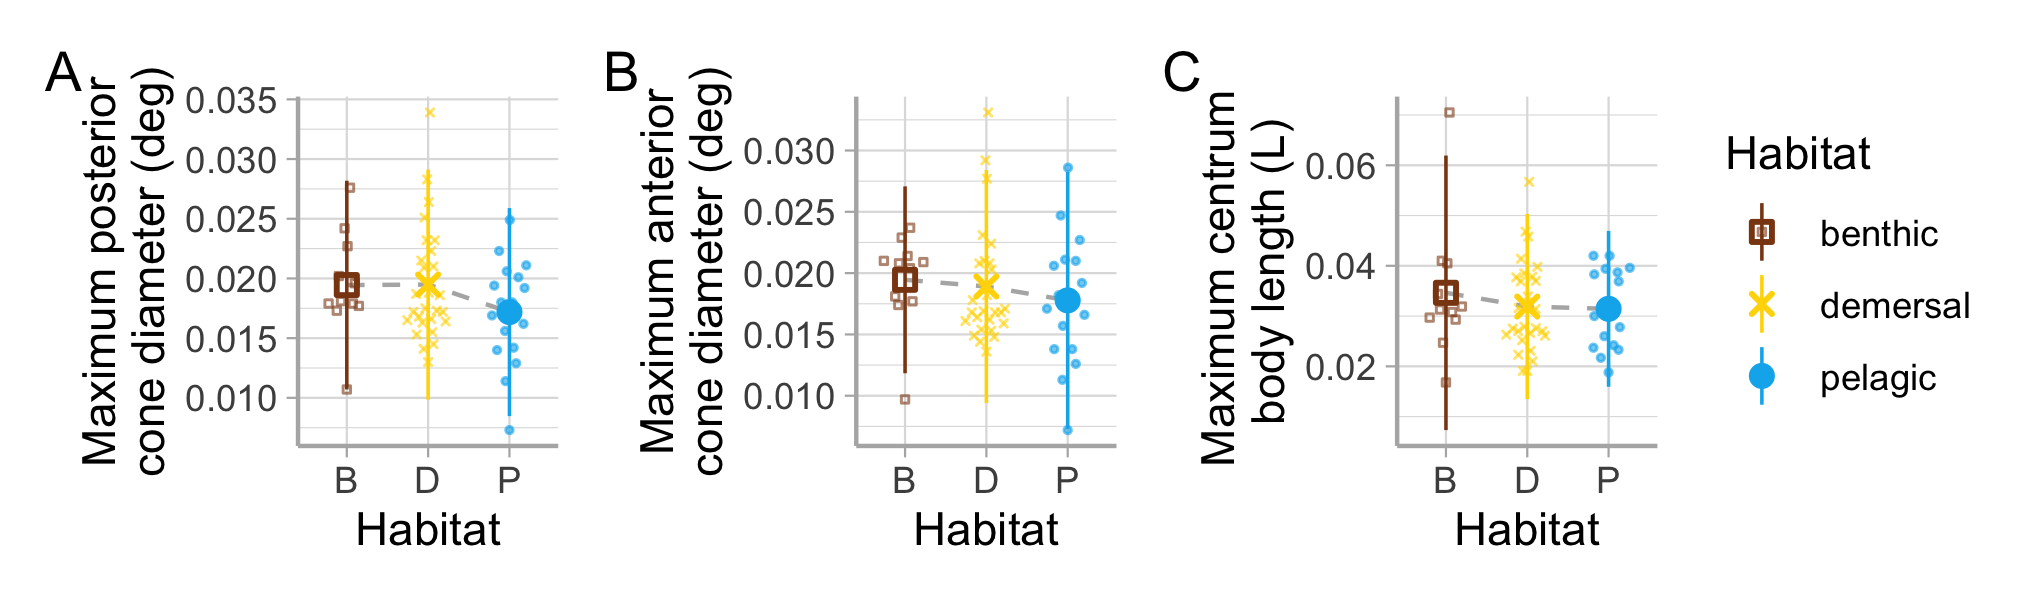 A
Maximum posterior
cone diameter (deg)
0.035
0.030
0.025
0.020
0.015
0.010
B
D
P
Habitat
B
Maximum anterior
cone diameter (deg)
0.030
0.025
0.020
0.015
0.010
B
D
P
Habitat
C
Maximum centrum
body length (L)
0.06
0.04
0.02
B
D
P
Habitat
Habitat
benthic
demersal
pelagic